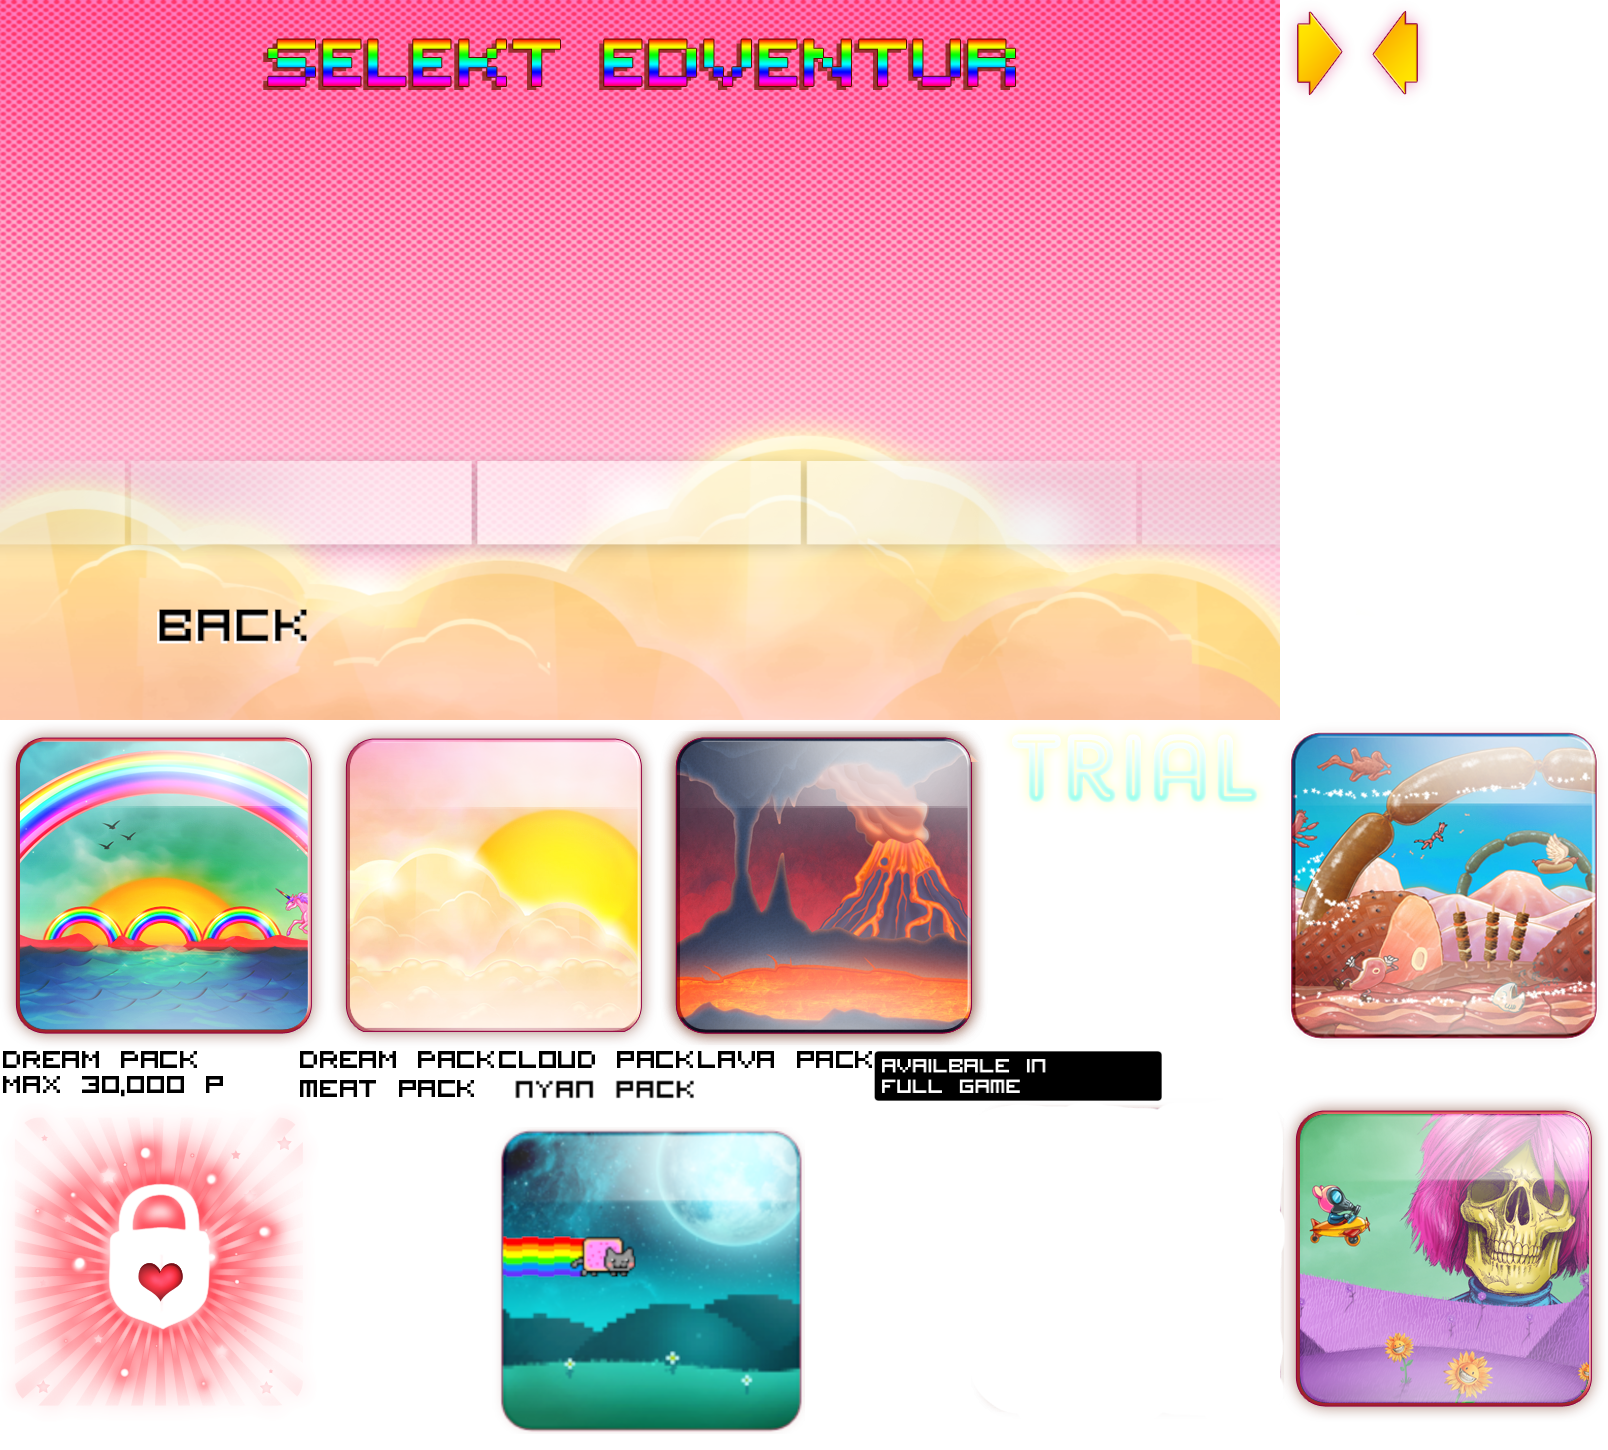 SELEKT EDVENTUR
BACK
TRIAL
DREAM PACK
MAX 30,000 P
DREAM PACK
CLOUD PACK
LAVA PACK
MEAT PACK
NYAN PACK
AVAILBALE IN
FULL GAME